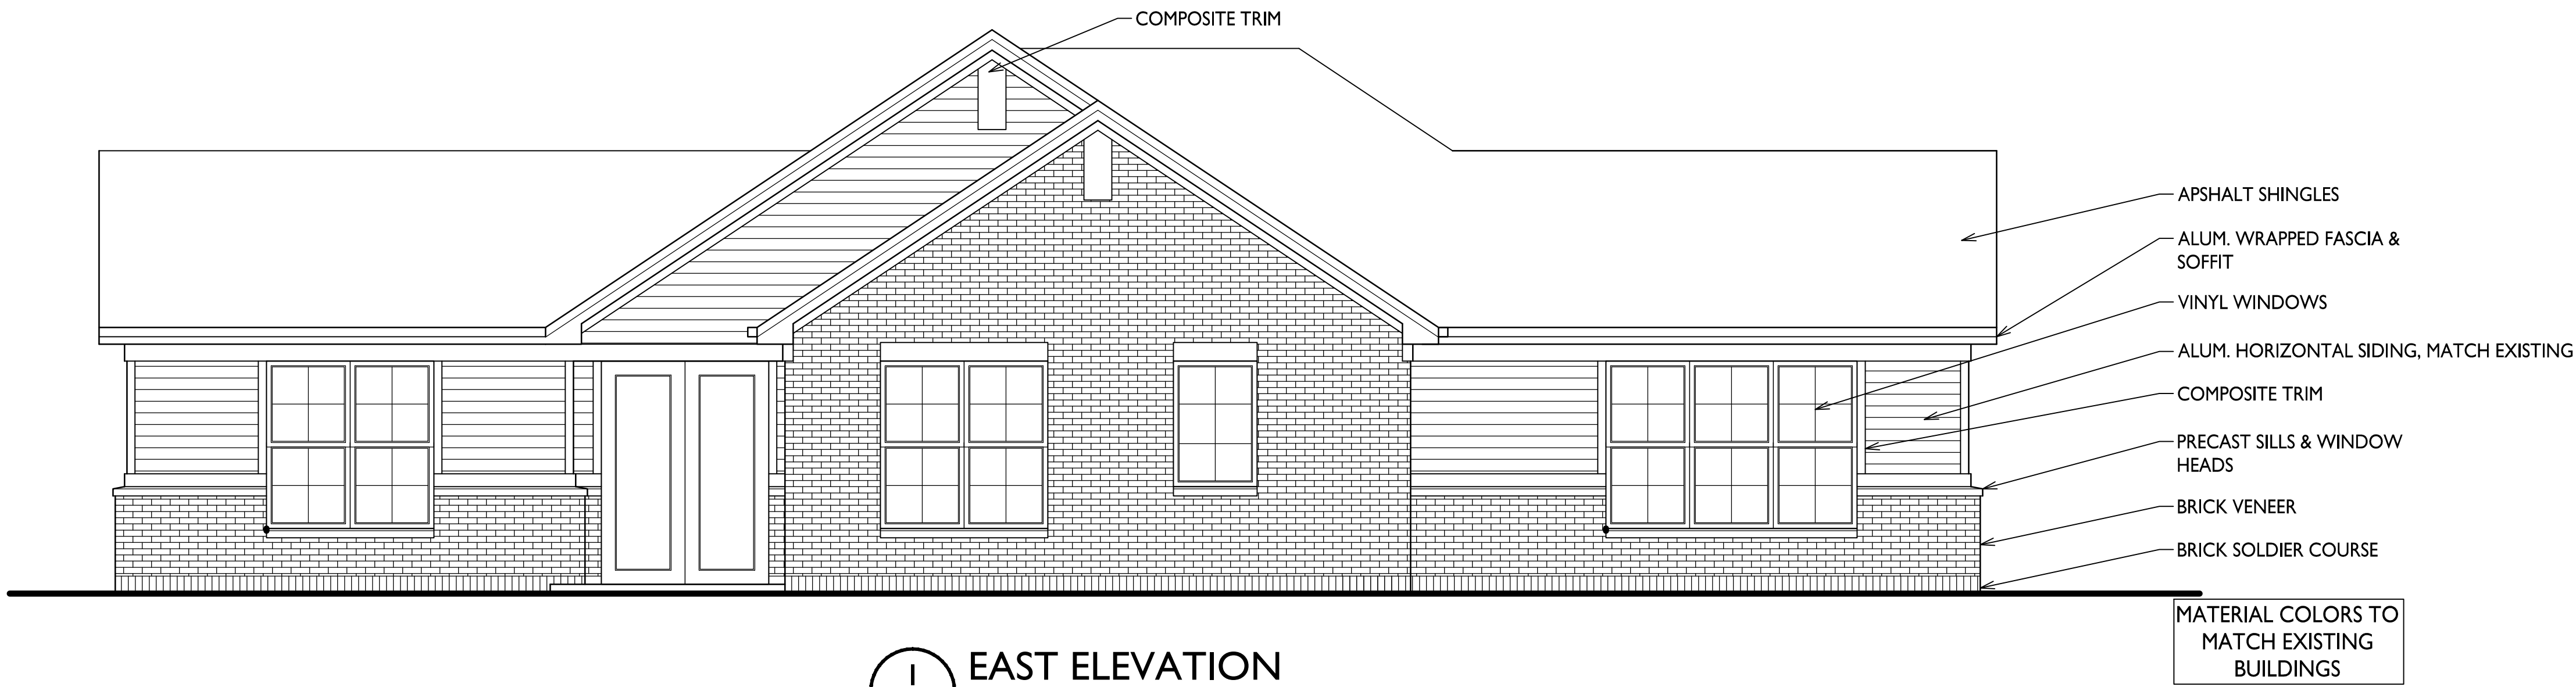 COMPOSITE TRIM
APSHALT SHINGLES
ALUM. WRAPPED FASCIA &
SOFFIT
VINYL WINDOWS
ALUM. HORIZONTAL SIDING, MATCH EXISTING
COMPOSITE TRIM
PRECAST SILLS & WINDOW
HEADS
BRICK VENEER
BRICK SOLDIER COURSE
MATERIAL COLORS TO
MATCH EXISTING
BUILDINGS
1 EAST ELEVATION